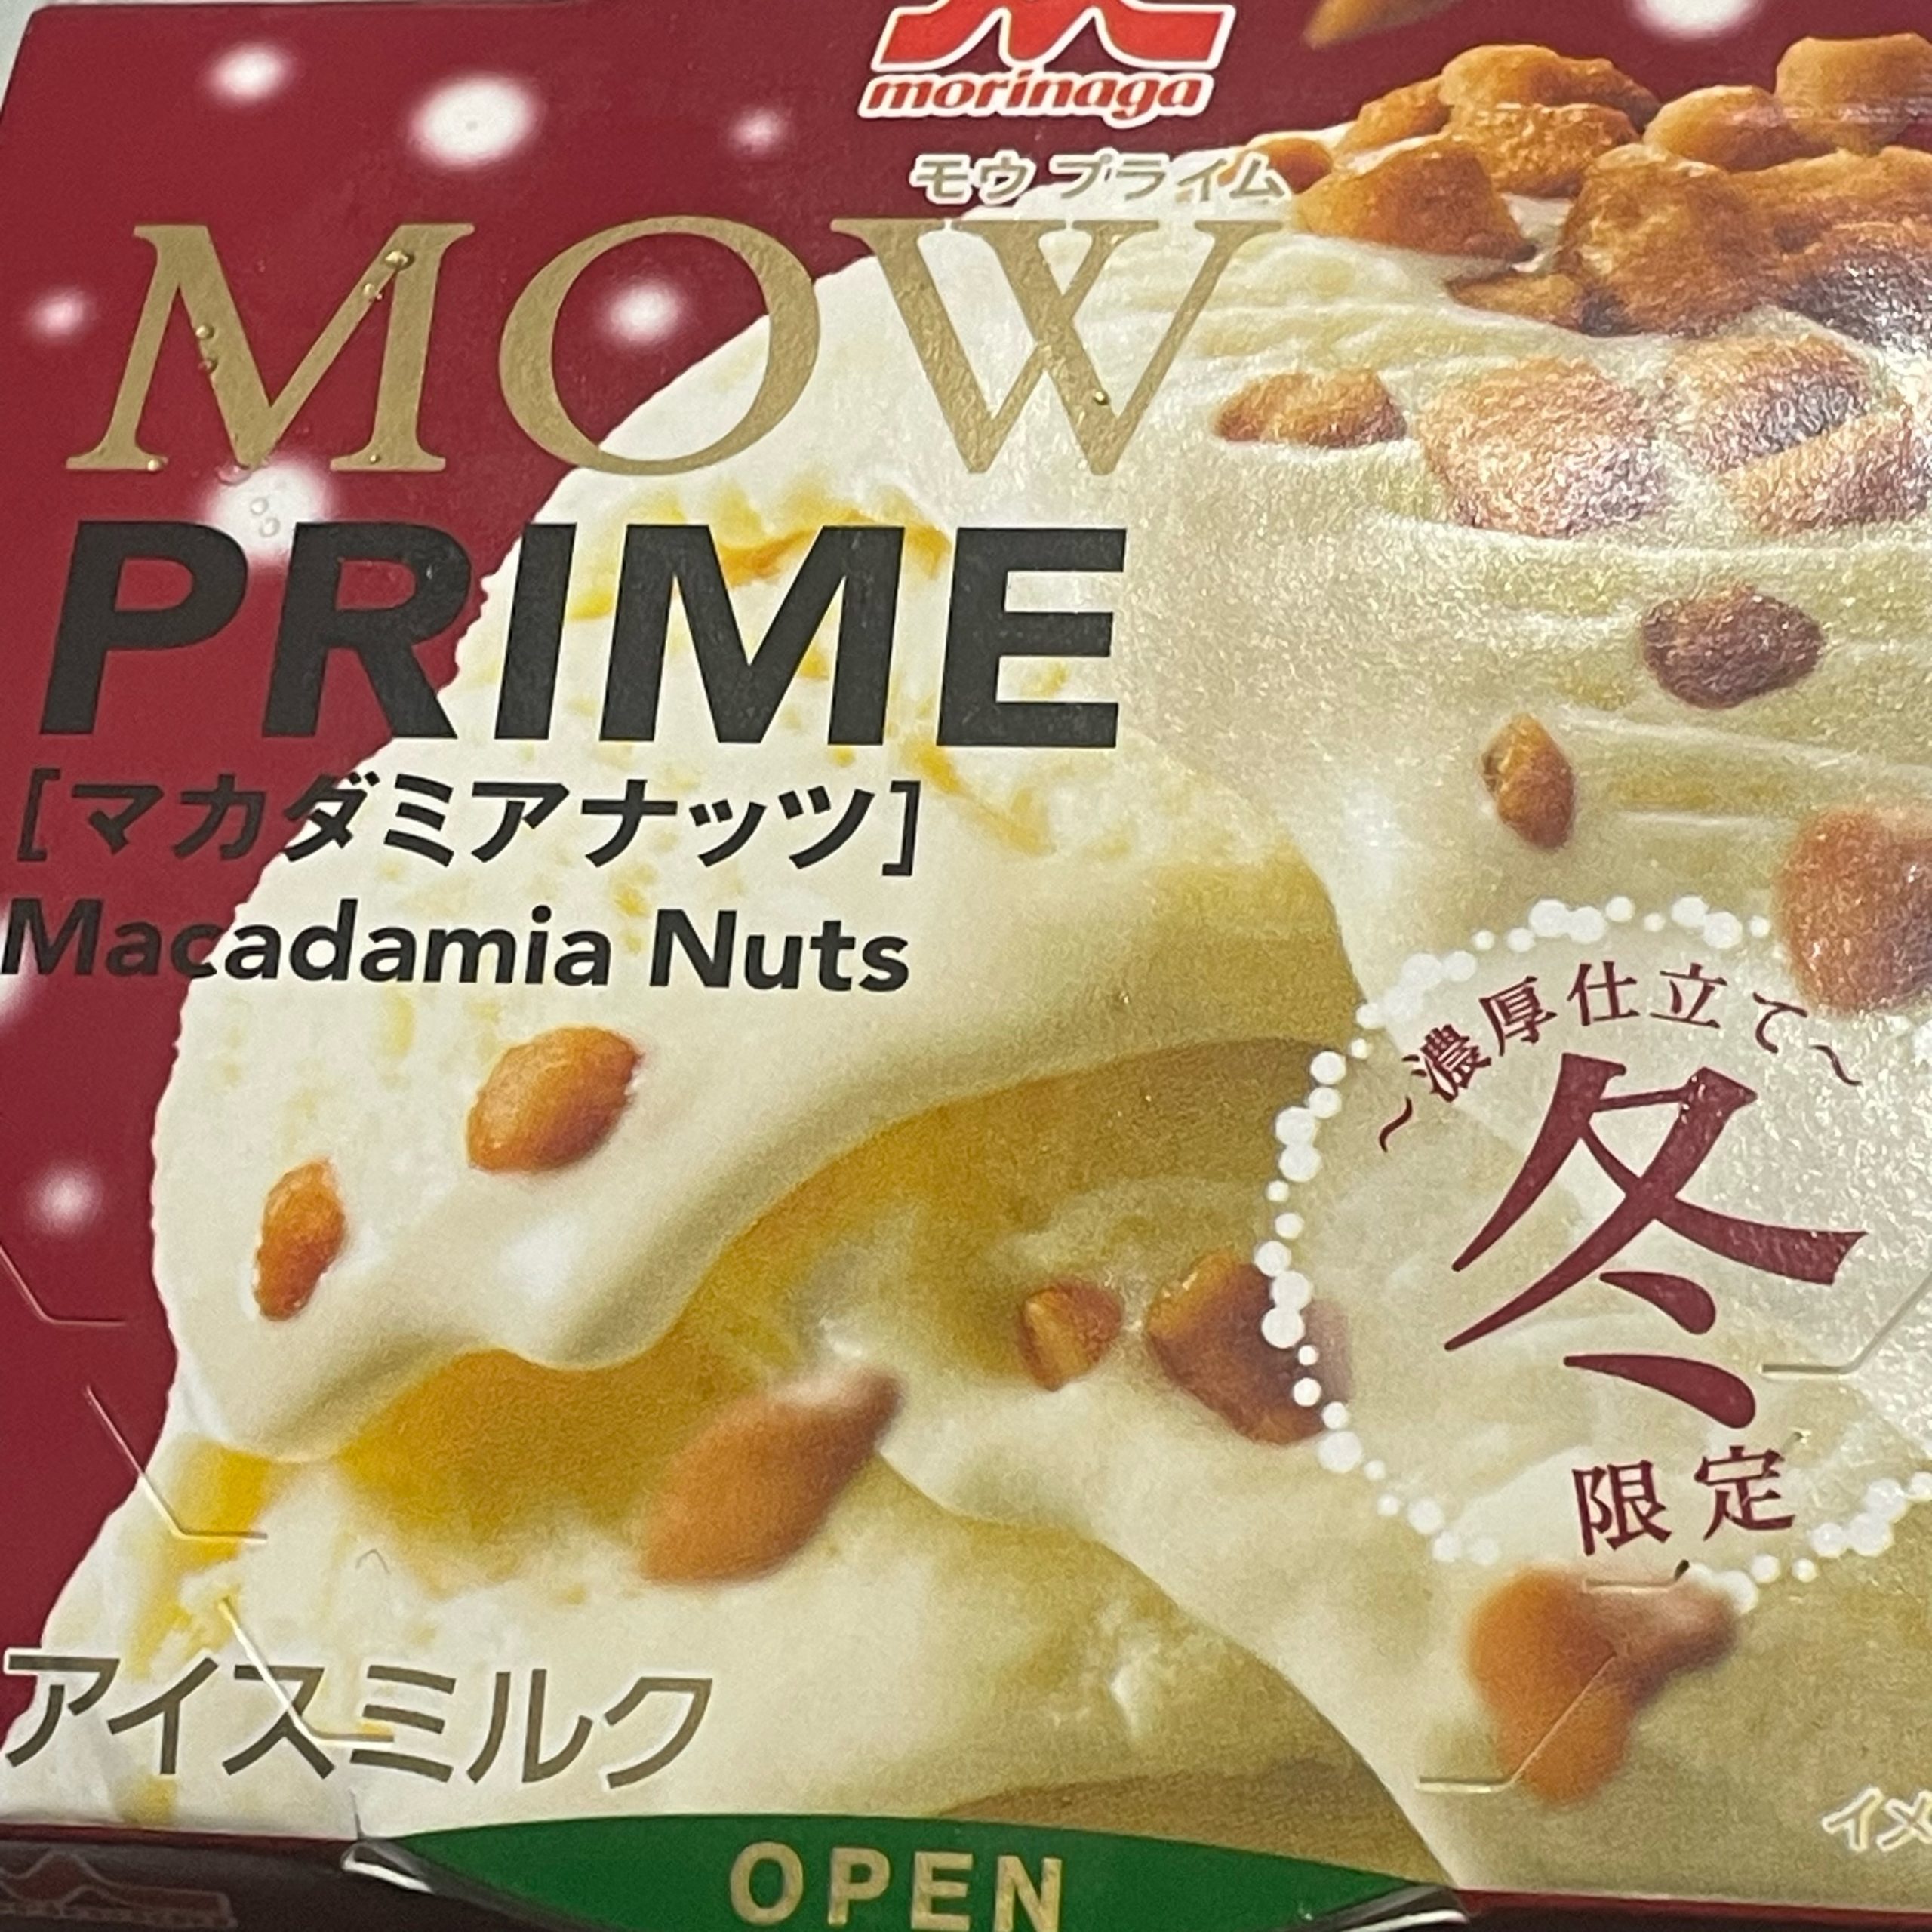 morinaga
モウ プライム
MOW
PRIME
[マカダミアナッツ]
Macadamia Nuts
～濃厚仕立て～
冬
限定
アイスミルク
OPEN